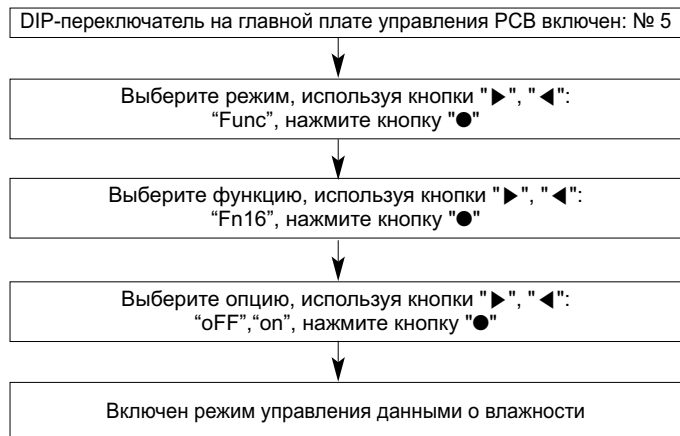 DIP-переключатель на главной плате управления PCB включен: № 5
Выберите режим, используя кнопки "▶", "◀":
“Func”, нажмите кнопку "●"
Выберите функцию, используя кнопки "▶", "◀":
“Fn16”, нажмите кнопку "●"
Выберите опцию, используя кнопки "▶", "◀":
“oFF”,“on”, нажмите кнопку "●"
Включен режим управления данными о влажности